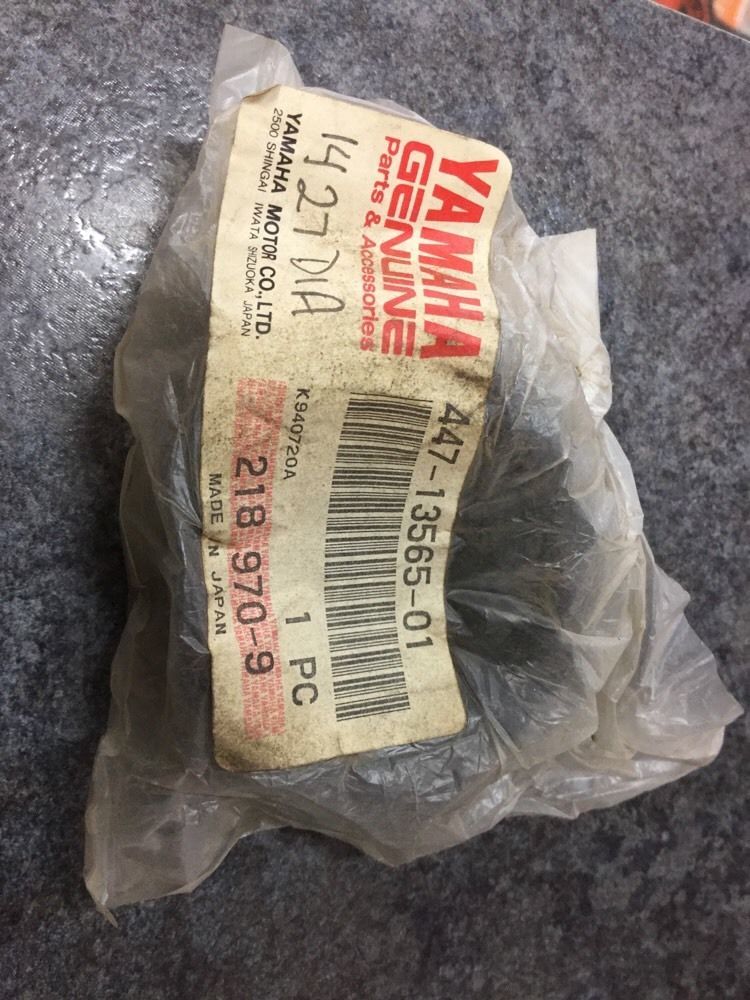 YAMAHA
GENUINE
Parts & Accessories
14 27 DIA
YAMAHA MOTOR CO., LTD.
2500 SHINGAI IWATA SHIZUOKA JAPAN
447-13565-01
K940720A
1 PC
218 970-9
MADE IN JAPAN